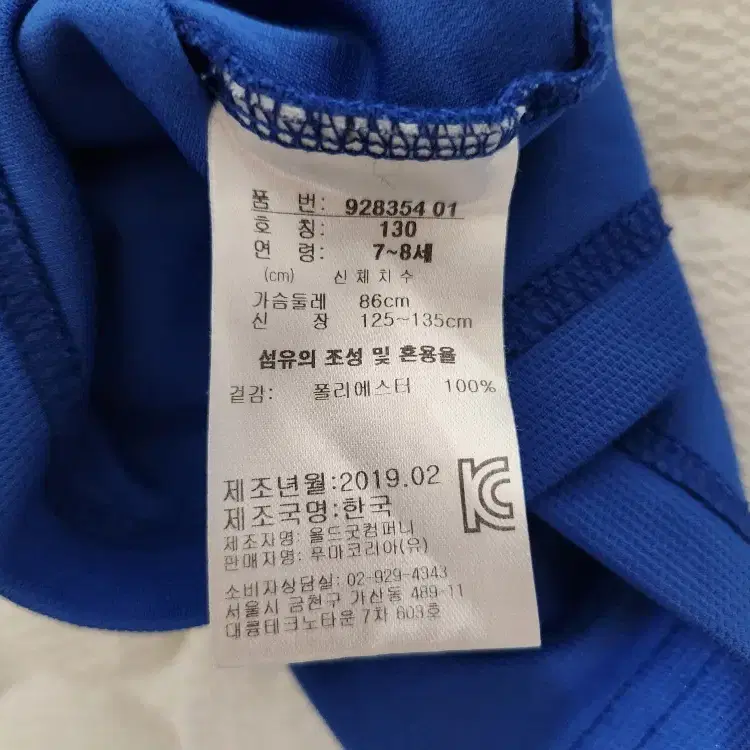 품 번: 928354 01
호 칭: 130
연 령: 7~8세
(cm) 신체치수
가슴둘레 86cm
신 장 125~135cm
섬유의 조성 및 혼용율
겉감: 폴리에스터 100%
제조년월:2019.02
제조국명:한국
제조자명: 올드굿컴퍼니
판매자명: 푸마코리아(유)
소비자상담실: 02-929-4343
서울시 금천구 가산동 489-11
대륭테크노타운 7차 603호
KC